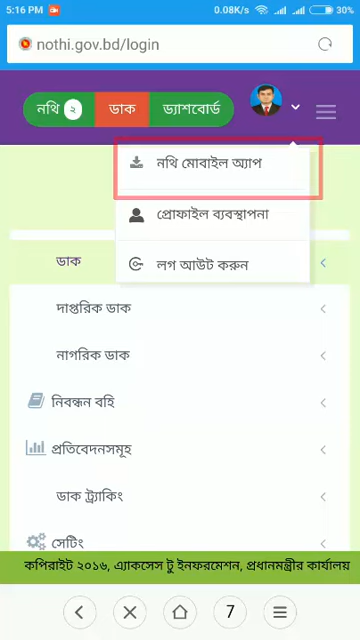 5:16 PM 0.08K/s 30%
nothi.gov.bd/login
নথি ২ ডাক ড্যাশবোর্ড
নথি মোবাইল অ্যাপ
প্রোফাইল ব্যবস্থাপনা
ডাক
লগ আউট করুন
দাপ্তরিক ডাক
নাগরিক ডাক
নিবন্ধন বহি
প্রতিবেদনসমূহ
ডাক ট্র্যাকিং
সেটিং
কপিরাইট ২০১৬, এ্যাকসেস টু ইনফরমেশন, প্রধানমন্ত্রীর কার্যালয়
7